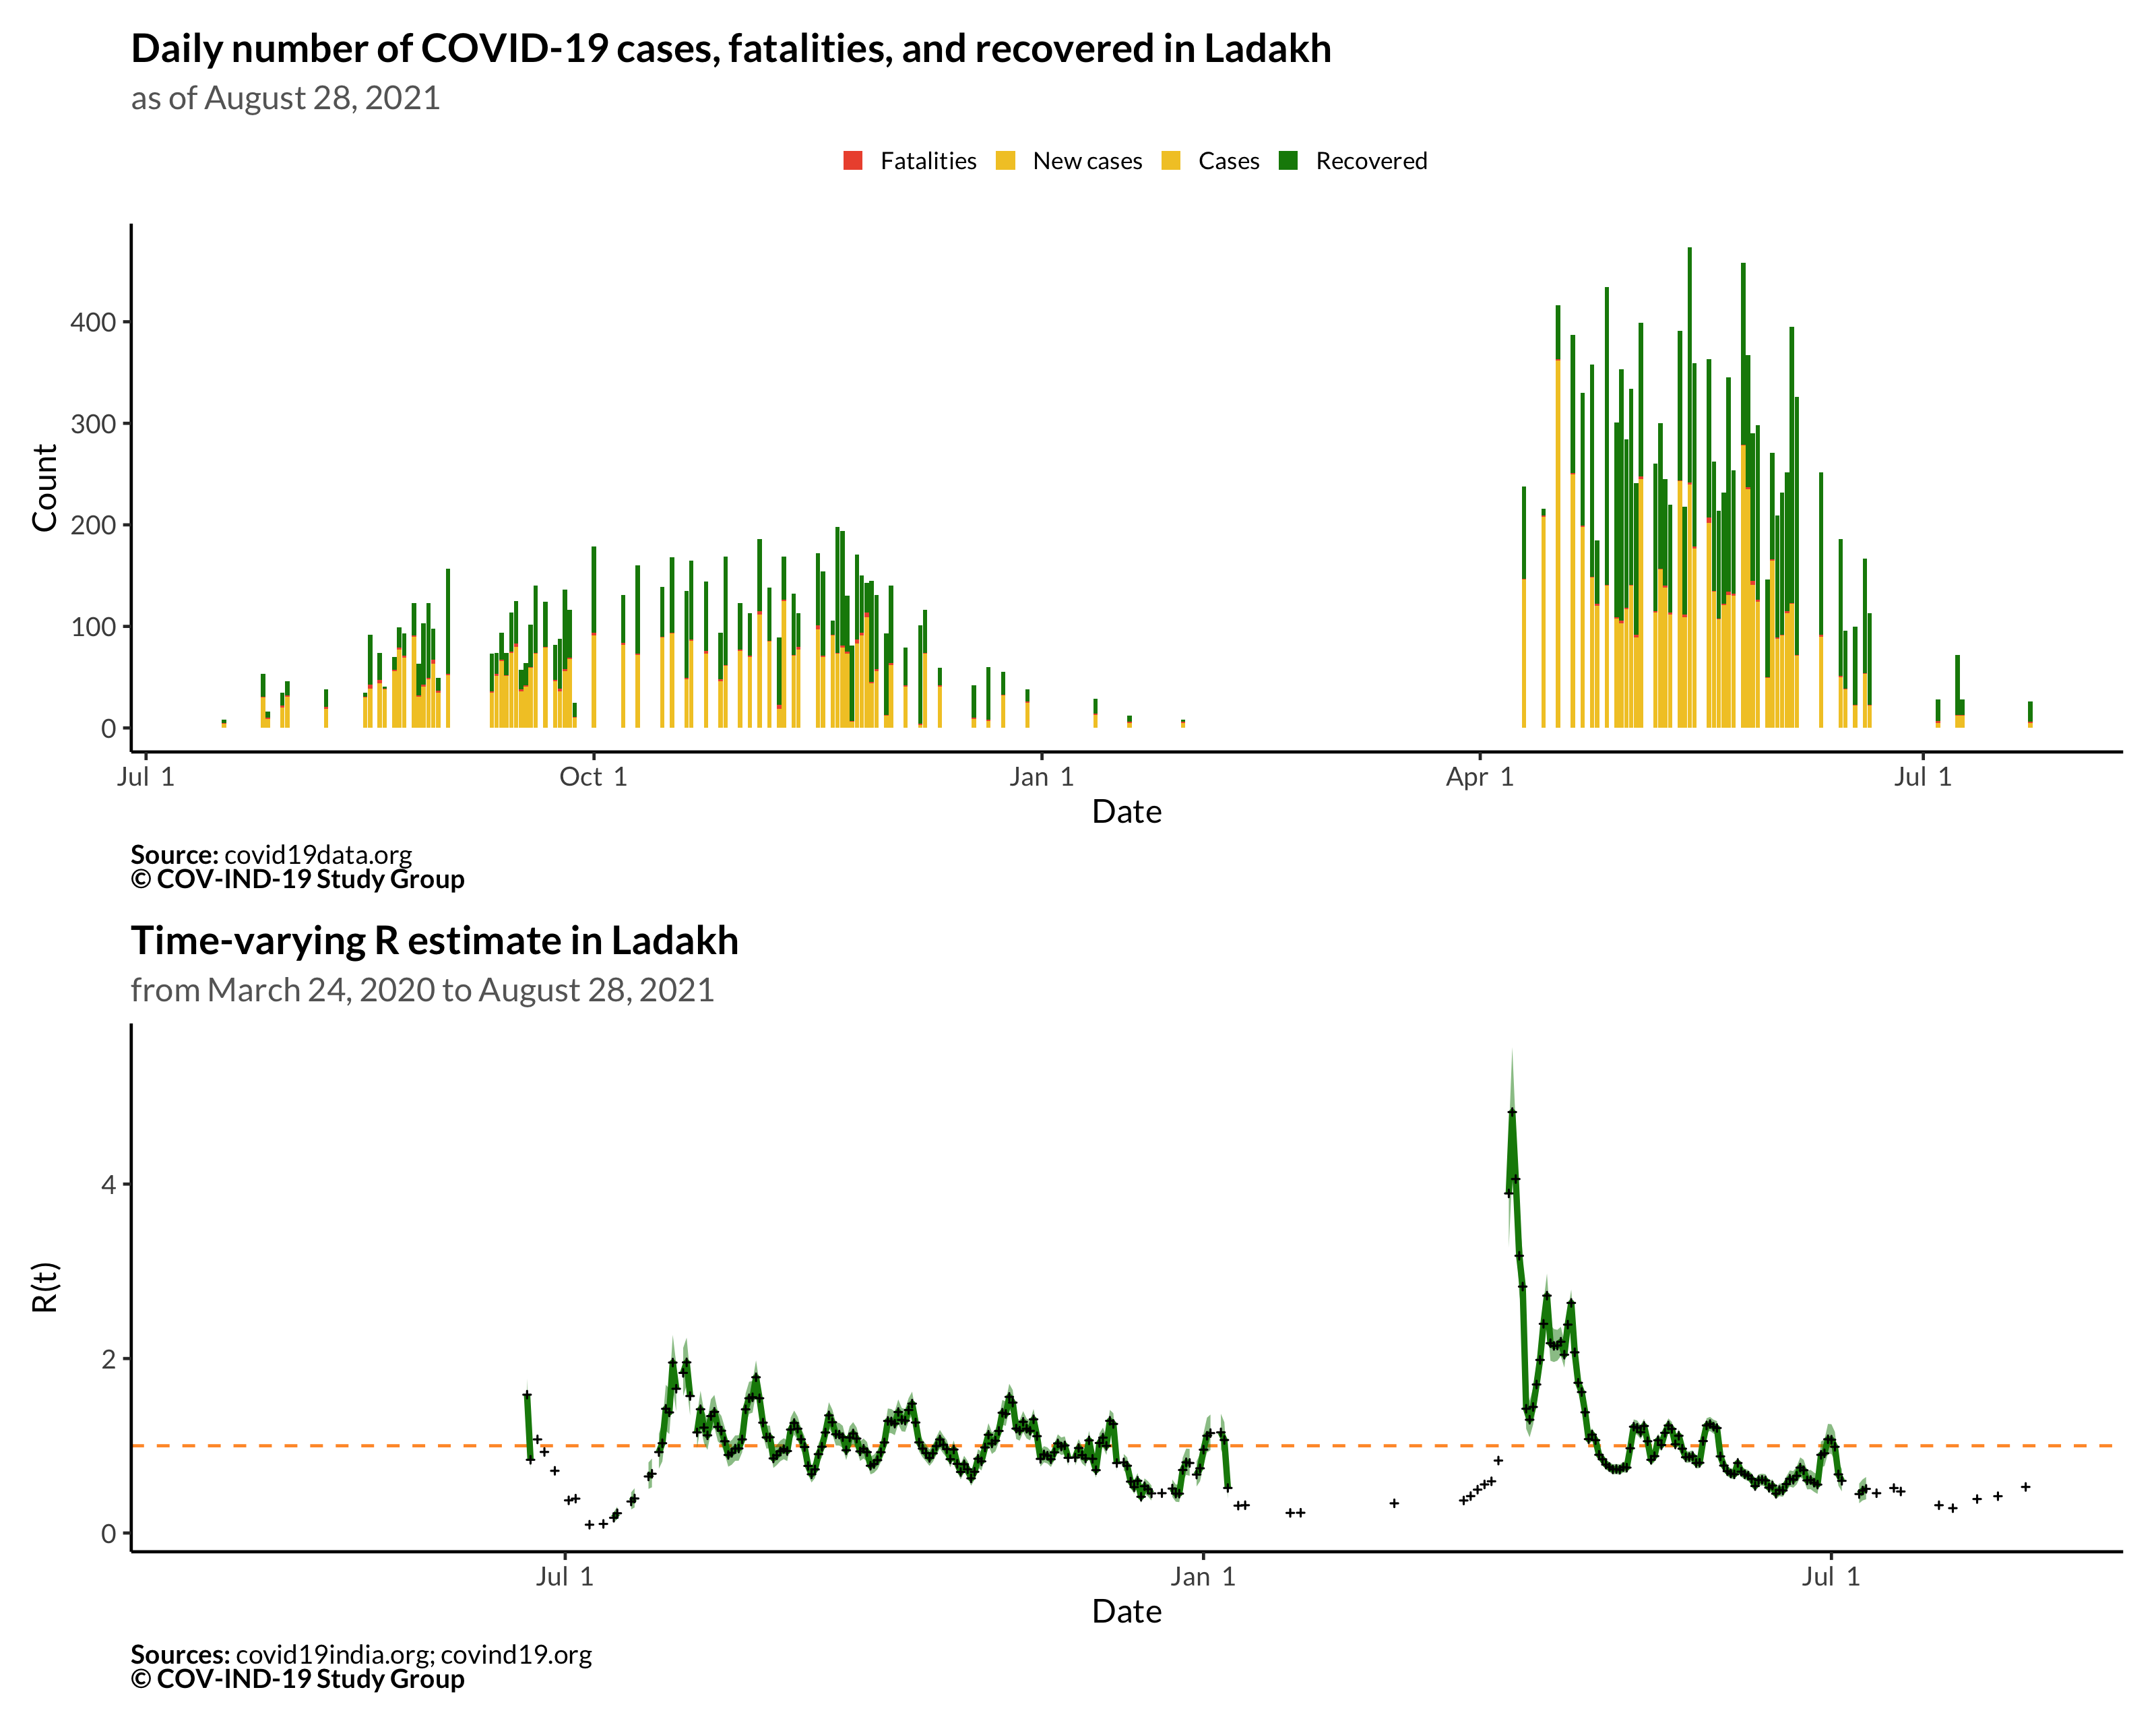 Daily number of COVID-19 cases, fatalities, and recovered in Ladakh
as of August 28, 2021
Fatalities New cases Cases Recovered
Count
400
300
200
100
0
Jul 1 Oct 1 Jan 1 Apr 1 Jul 1
Date
Source: covid19data.org
© COV-IND-19 Study Group
Time-varying R estimate in Ladakh
from March 24, 2020 to August 28, 2021
R(t)
4
2
0
Jul 1 Jan 1 Jul 1
Date
Sources: covid19india.org; covind19.org
© COV-IND-19 Study Group